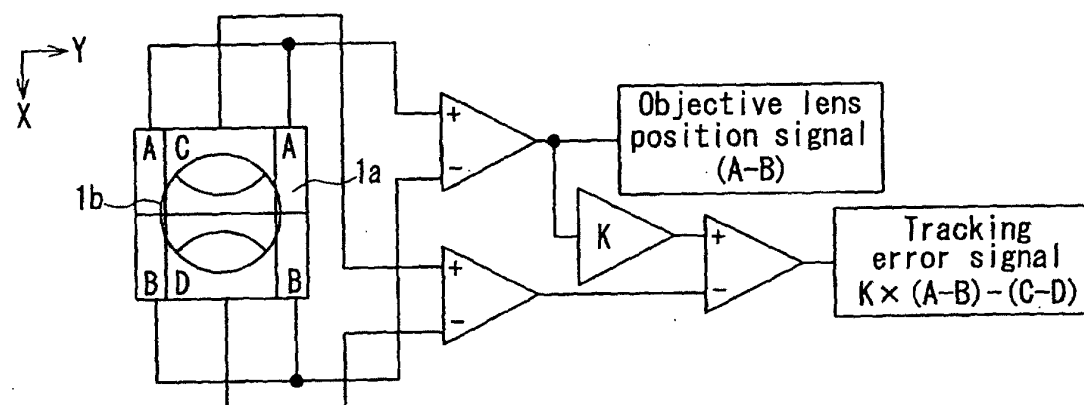 Y
X
A
C
A
1a
1b
B
D
B
+
-
+
-
K
+
-
Objective lens
position signal
(A-B)
Tracking
error signal
K×(A-B)-(C-D)